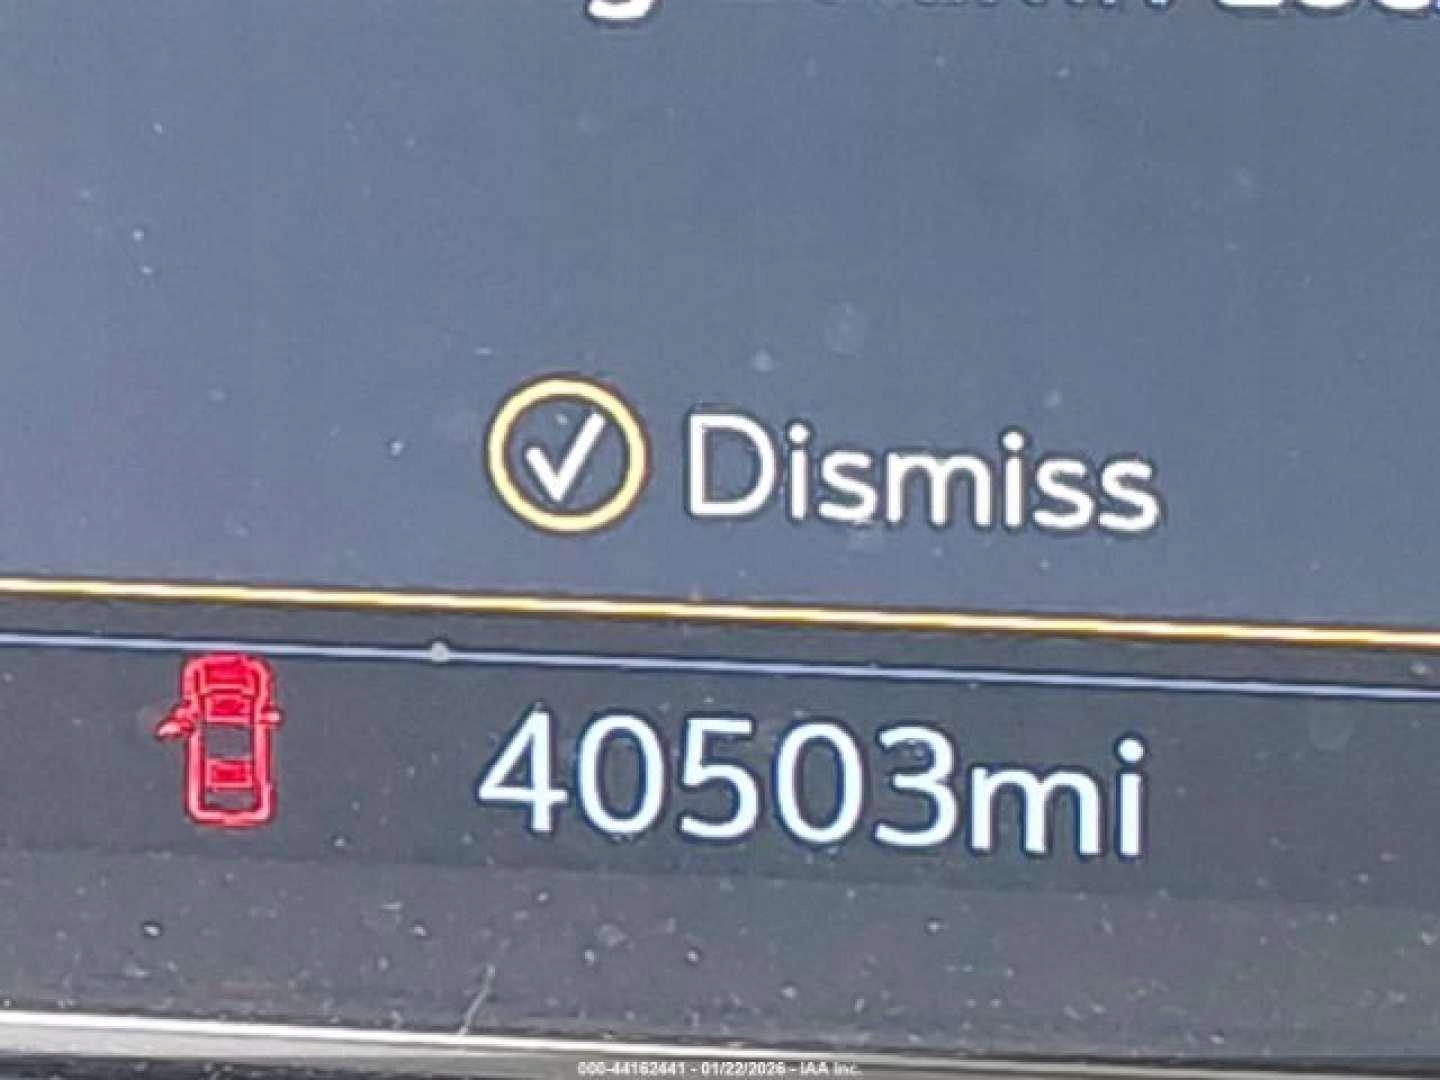 Dismiss
40503mi
000-44162441 - 01/22/2026 - IAA Inc.